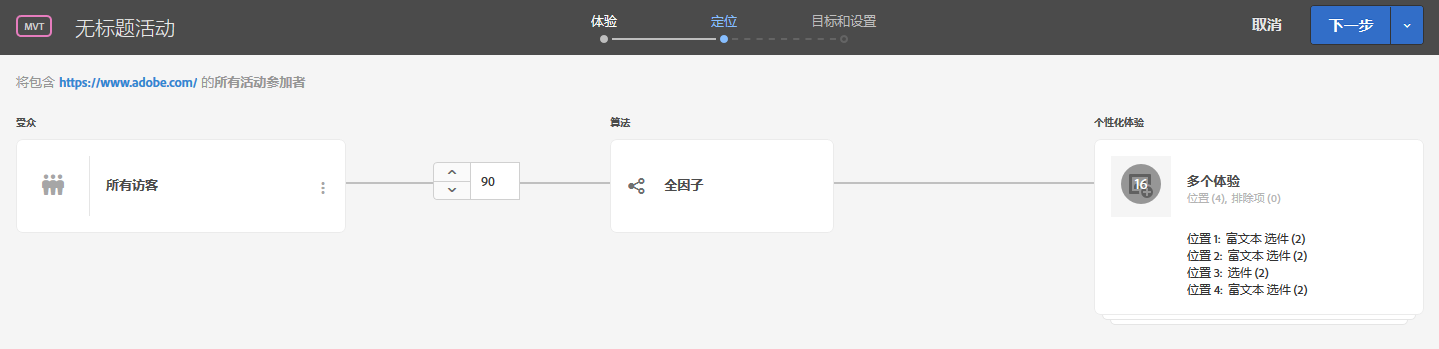 MVT
无标题活动
体验
定位
目标和设置
取消
下一步
将包含 https://www.adobe.com/ 的所有活动参加者
受众
算法
个性化体验
所有访客
90
全因子
16
多个体验
位置 (4), 排除项 (0)
位置 1: 富文本 选件 (2)
位置 2: 富文本 选件 (2)
位置 3: 选件 (2)
位置 4: 富文本 选件 (2)